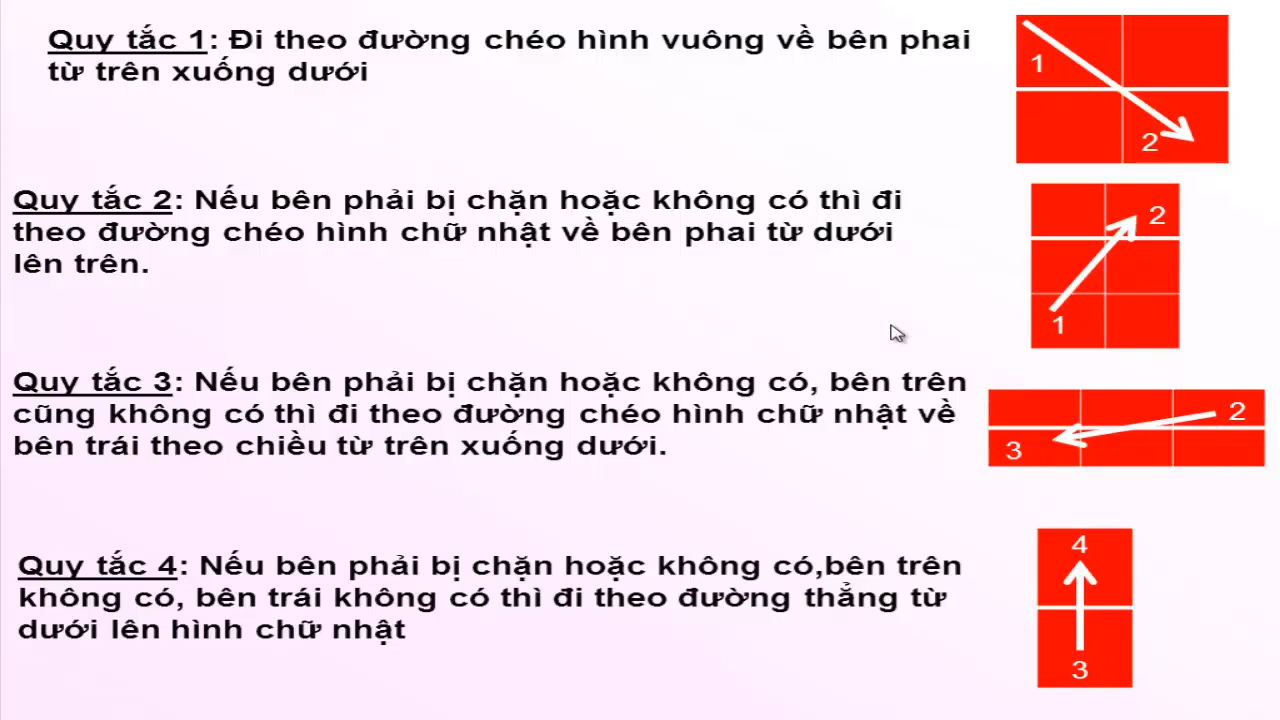 Quy tắc 1: Đi theo đường chéo hình vuông về bên phai
từ trên xuống dưới
1
2
Quy tắc 2: Nếu bên phải bị chặn hoặc không có thì đi
theo đường chéo hình chữ nhật về bên phai từ dưới
lên trên.
2
1
Quy tắc 3: Nếu bên phải bị chặn hoặc không có, bên trên
cũng không có thì đi theo đường chéo hình chữ nhật về
bên trái theo chiều từ trên xuống dưới.
2
3
Quy tắc 4: Nếu bên phải bị chặn hoặc không có,bên trên
không có, bên trái không có thì đi theo đường thẳng từ
dưới lên hình chữ nhật
4
3